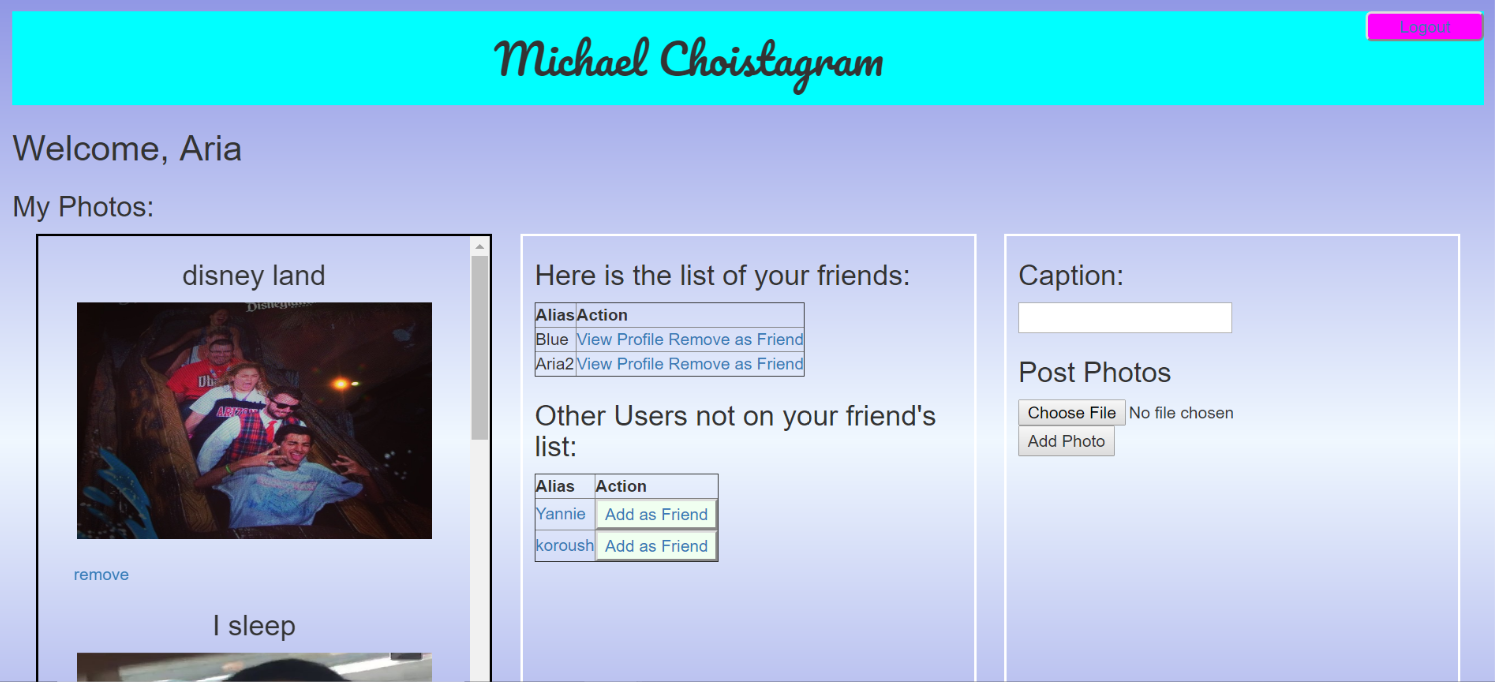 Logout
Michael Choistagram
Welcome, Aria
My Photos:
disney land
remove
I sleep
Here is the list of your friends:
Alias Action
Blue View Profile Remove as Friend
Aria2 View Profile Remove as Friend
Other Users not on your friend's
list:
Alias Action
Yannie Add as Friend
koroush Add as Friend
Caption:
Post Photos
Choose File No file chosen
Add Photo